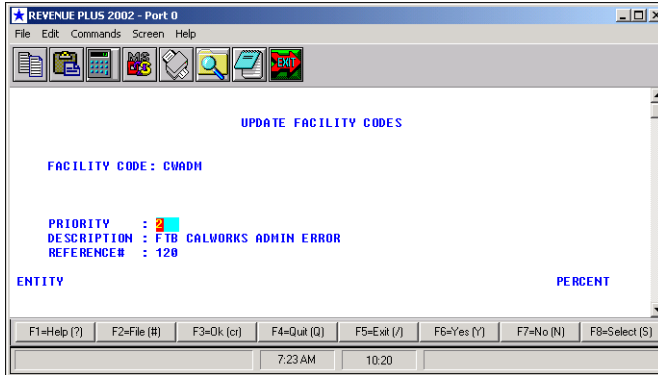 REVENUE PLUS 2002 - Port 0
File Edit Commands Screen Help
MS
EXIT
UPDATE FACILITY CODES
FACILITY CODE: CWADM
PRIORITY : 2
DESCRIPTION : FTB CALWORKS ADMIN ERROR
REFERENCE# : 120
ENTITY PERCENT
F1=Help (?) F2=File (#) F3=Ok (cr) F4=Quit (Q) F5=Exit (/) F6=Yes (Y) F7=No (N) F8=Select (S)
7:23 AM 10:20